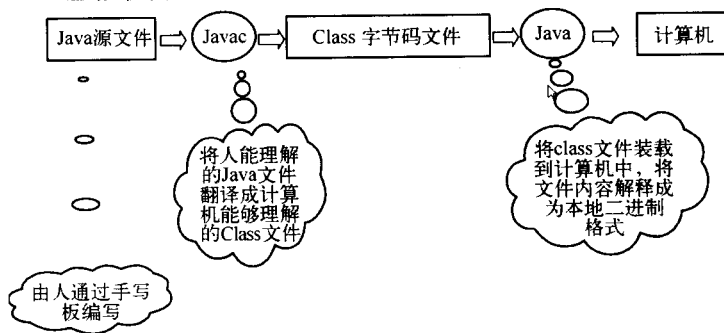 Java源文件
Javac
Class 字节码文件
Java
计算机
将人能理解
的Java文件
翻译成计算
机能够理解
的Class文件
将class文件装载
到计算机中，将
文件内容解释成
为本地二进制
格式
由人通过手写
板编写